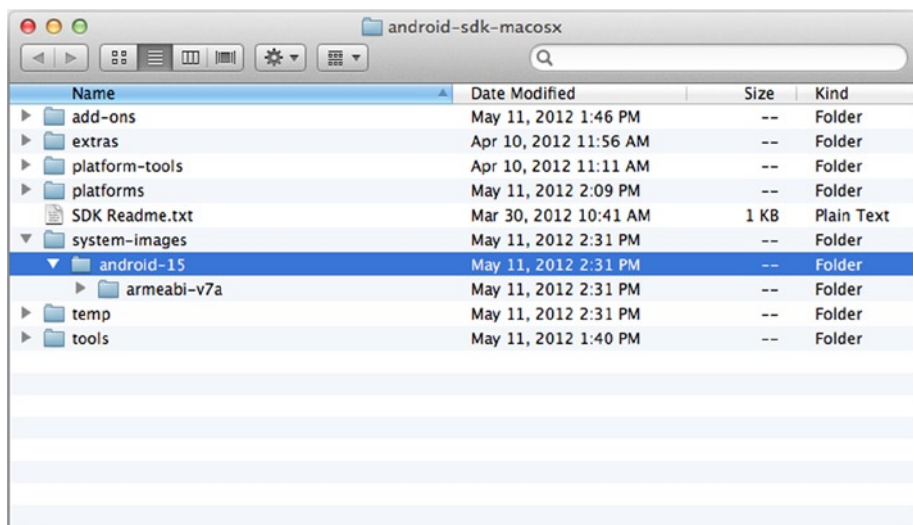 android-sdk-macosx
Name Date Modified Size Kind
add-ons May 11, 2012 1:46 PM -- Folder
extras Apr 10, 2012 11:56 AM -- Folder
platform-tools Apr 10, 2012 11:11 AM -- Folder
platforms May 11, 2012 2:09 PM -- Folder
SDK Readme.txt Mar 30, 2012 10:41 AM 1 KB Plain Text
system-images May 11, 2012 2:31 PM -- Folder
android-15 May 11, 2012 2:31 PM -- Folder
armeabi-v7a May 11, 2012 2:31 PM -- Folder
temp May 11, 2012 2:31 PM -- Folder
tools May 11, 2012 1:40 PM -- Folder